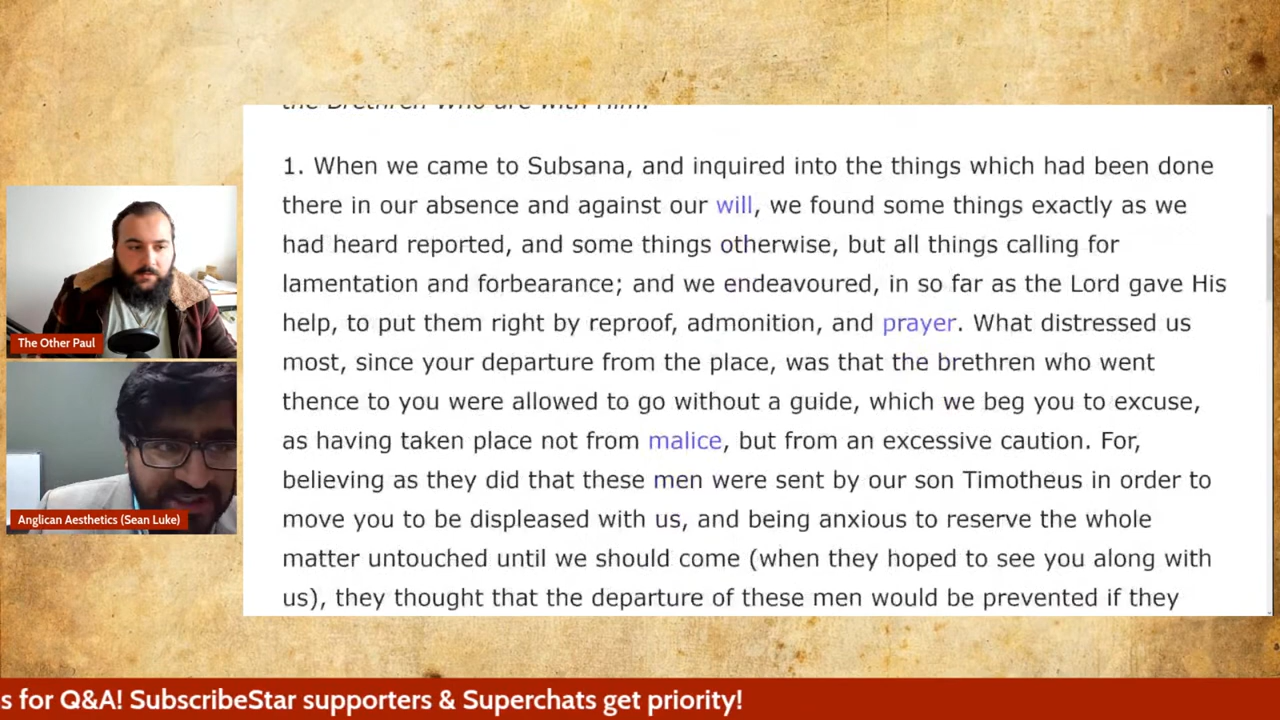 the Brethren Who are with Him.
1. When we came to Subsana, and inquired into the things which had been done
there in our absence and against our will, we found some things exactly as we
had heard reported, and some things otherwise, but all things calling for
lamentation and forbearance; and we endeavoured, in so far as the Lord gave His
help, to put them right by reproof, admonition, and prayer. What distressed us
most, since your departure from the place, was that the brethren who went
thence to you were allowed to go without a guide, which we beg you to excuse,
as having taken place not from malice, but from an excessive caution. For,
believing as they did that these men were sent by our son Timotheus in order to
move you to be displeased with us, and being anxious to reserve the whole
matter untouched until we should come (when they hoped to see you along with
us), they thought that the departure of these men would be prevented if they
The Other Paul
Anglican Aesthetics (Sean Luke)
s for Q&A! SubscribeStar supporters & Superchats get priority!